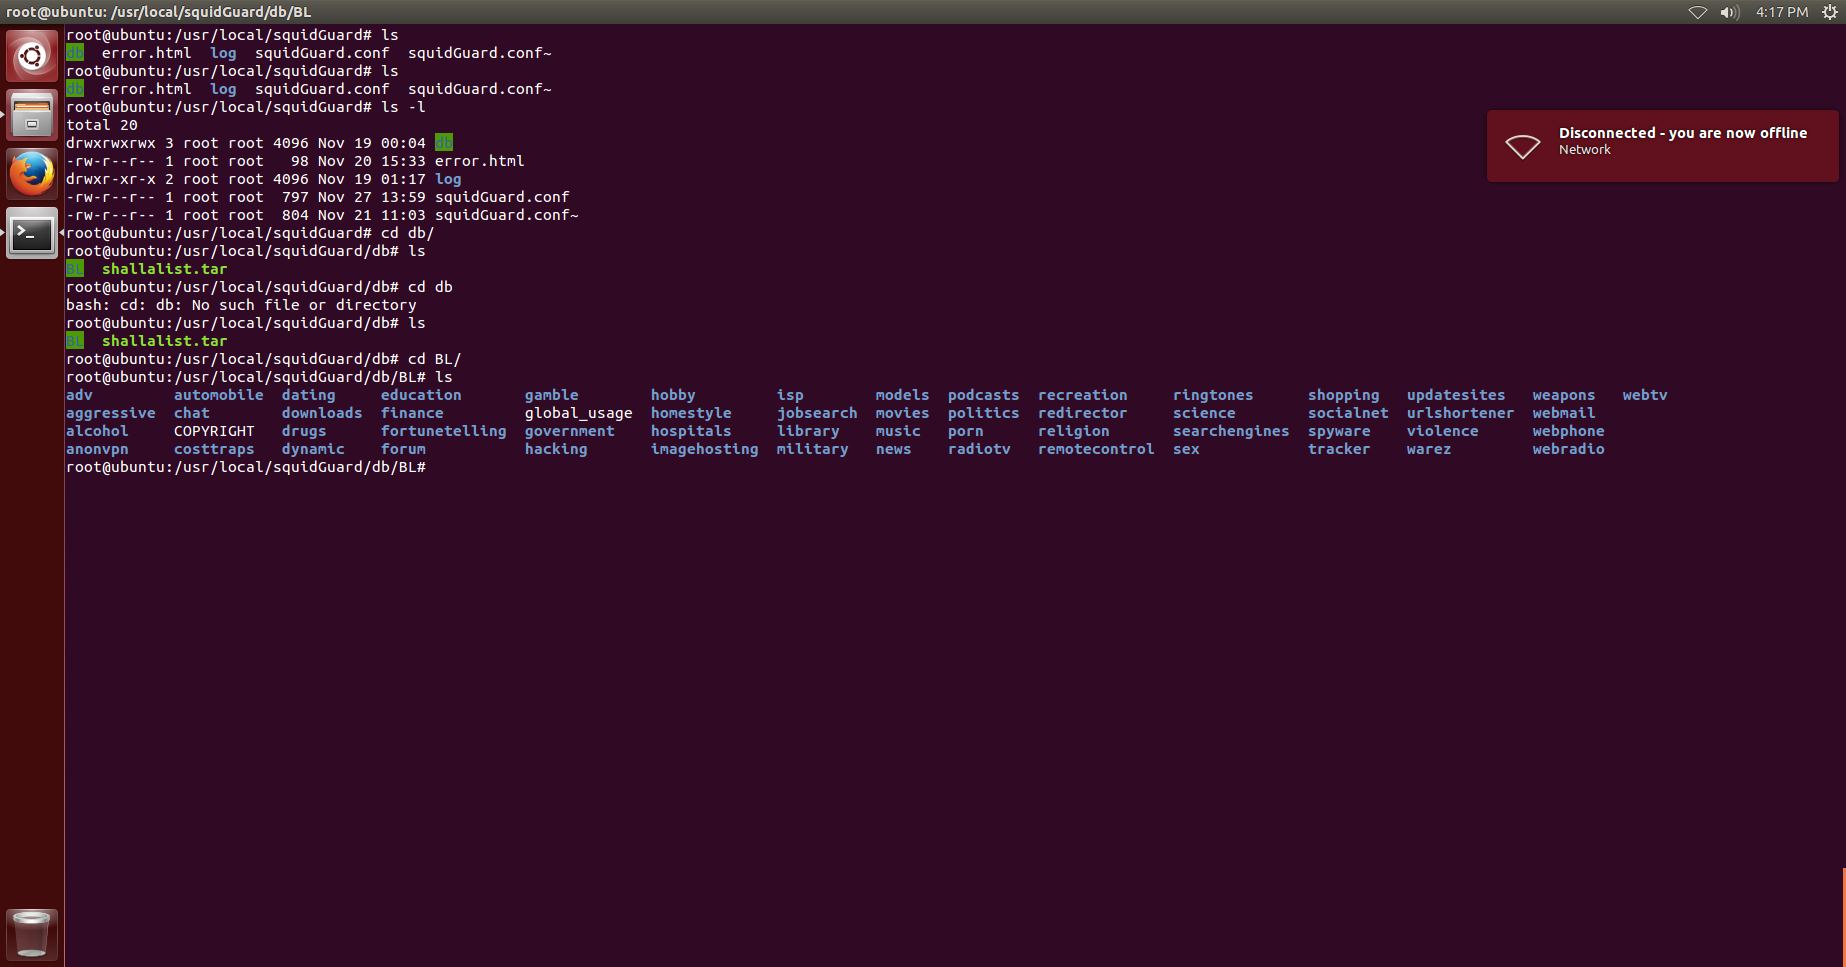 root@ubuntu: /usr/local/squidGuard/db/BL
4:17 PM
root@ubuntu:/usr/local/squidGuard# ls
db  error.html  log  squidGuard.conf  squidGuard.conf~
root@ubuntu:/usr/local/squidGuard# ls
db  error.html  log  squidGuard.conf  squidGuard.conf~
root@ubuntu:/usr/local/squidGuard# ls -l
total 20
drwxrwxrwx 3 root root 4096 Nov 19 00:04 db
-rw-r--r-- 1 root root   98 Nov 20 15:33 error.html
drwxr-xr-x 2 root root 4096 Nov 19 01:17 log
-rw-r--r-- 1 root root  797 Nov 27 13:59 squidGuard.conf
-rw-r--r-- 1 root root  804 Nov 21 11:03 squidGuard.conf~
root@ubuntu:/usr/local/squidGuard# cd db/
root@ubuntu:/usr/local/squidGuard/db# ls
BL  shallalist.tar
root@ubuntu:/usr/local/squidGuard/db# cd db
bash: cd: db: No such file or directory
root@ubuntu:/usr/local/squidGuard/db# ls
BL  shallalist.tar
root@ubuntu:/usr/local/squidGuard/db# cd BL/
root@ubuntu:/usr/local/squidGuard/db/BL# ls
adv         automobile  dating     education       gamble        hobby         isp        models  podcasts   recreation     ringtones      shopping   updatesites   weapons   webtv
aggressive  chat        downloads  finance         global_usage  homestyle     jobsearch  movies  politics   redirector     science        socialnet  urlshortener  webmail
alcohol     COPYRIGHT   drugs      fortunetelling  government    hospitals     library    music   porn       religion       searchengines  spyware    violence      webphone
anonvpn     costtraps   dynamic    forum           hacking       imagehosting  military   news    radiotv    remotecontrol  sex            tracker    warez         webradio
root@ubuntu:/usr/local/squidGuard/db/BL#
Disconnected - you are now offline
Network